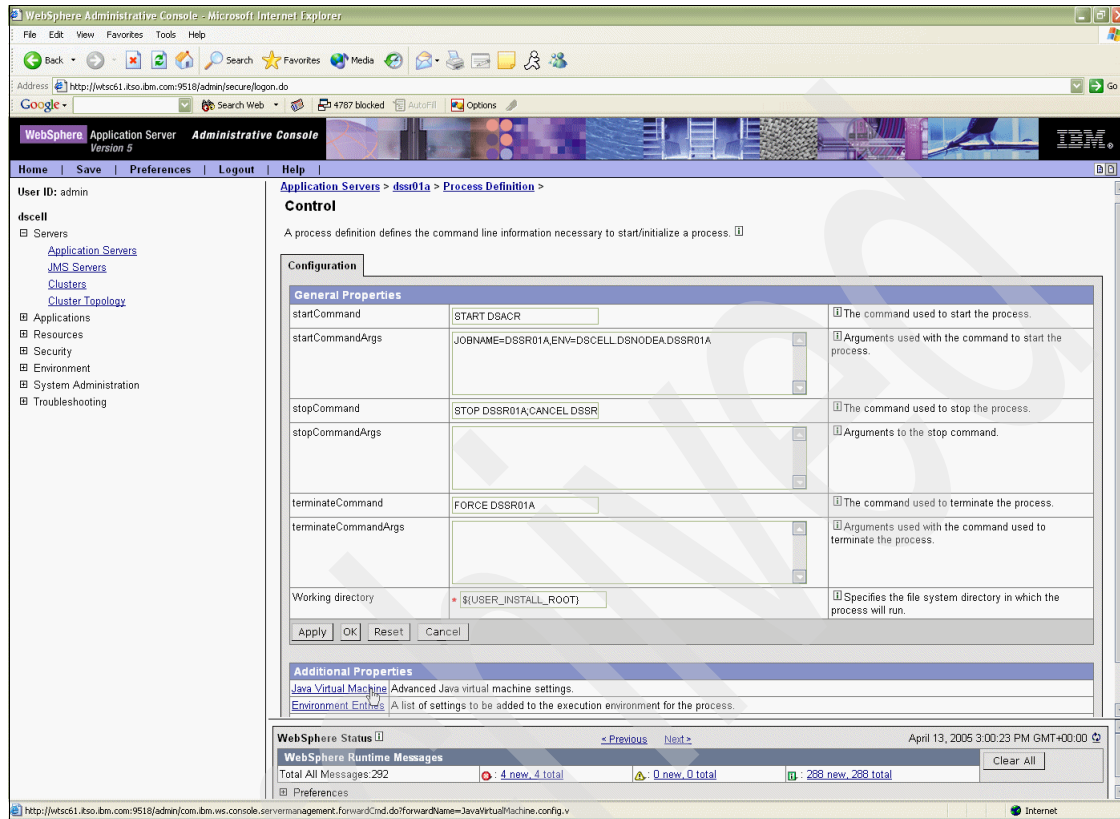 WebSphere Administrative Console - Microsoft Internet Explorer
File Edit View Favorites Tools Help
Back Search Favorites Media
Address http://wtsc61.itso.ibm.com:9518/admin/secure/logon.do Go
Google Search Web 4787 blocked AutoFill Options
WebSphere Application Server Administrative Console
Version 5
IBM
Home | Save | Preferences | Logout | Help |
User ID: admin
dscell
Servers
Application Servers
JMS Servers
Clusters
Cluster Topology
Applications
Resources
Security
Environment
System Administration
Troubleshooting
Application Servers > dssr01a > Process Definition >
Control
A process definition defines the command line information necessary to start/initialize a process.
Configuration
General Properties
startCommand START DSACR The command used to start the process.
startCommandArgs JOBNAME=DSSR01A,ENV=DSCELL.DSNODEA.DSSR01A Arguments used with the command to start the
process.
stopCommand STOP DSSR01A;CANCEL DSSR The command used to stop the process.
stopCommandArgs Arguments to the stop command.
terminateCommand FORCE DSSR01A The command used to terminate the process.
terminateCommandArgs Arguments used with the command used to
terminate the process.
Working directory * ${USER_INSTALL_ROOT} Specifies the file system directory in which the
process will run.
Apply OK Reset Cancel
Additional Properties
Java Virtual Machine Advanced Java virtual machine settings.
Environment Entries A list of settings to be added to the execution environment for the process.
WebSphere Status < Previous Next > April 13, 2005 3:00:23 PM GMT+00:00
WebSphere Runtime Messages Clear All
Total All Messages:292 : 4 new, 4 total : 0 new, 0 total : 288 new, 288 total
Preferences
http://wtsc61.itso.ibm.com:9518/admin/com.ibm.ws.console.servermanagement.forwardCmd.do?forwardName=JavaVirtualMachine.config.v Internet